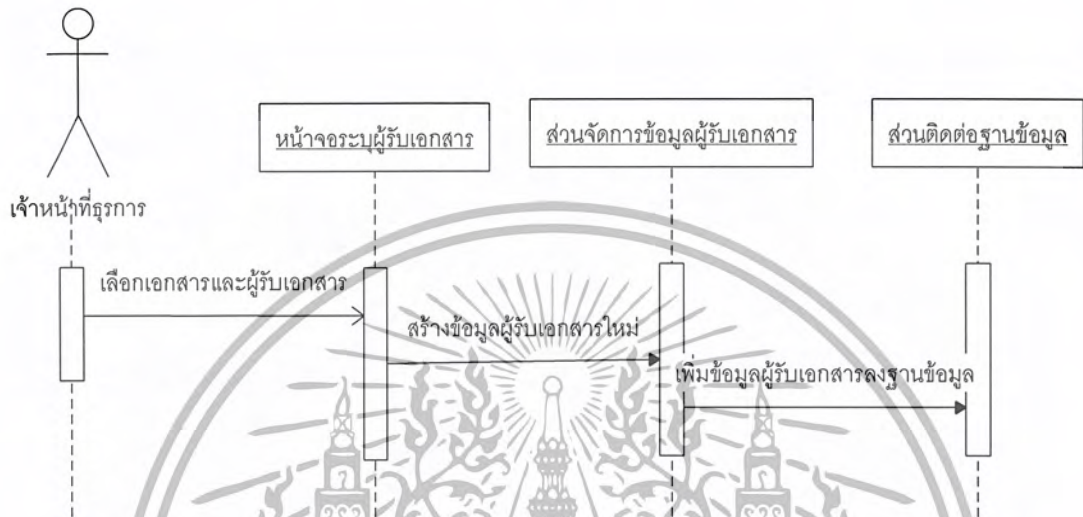 หน้าจอระบุผู้รับเอกสาร
ส่วนจัดการข้อมูลผู้รับเอกสาร
ส่วนติดต่อฐานข้อมูล
เจ้าหน้าที่ธุรการ
เลือกเอกสารและผู้รับเอกสาร
สร้างข้อมูลผู้รับเอกสารใหม่
เพิ่มข้อมูลผู้รับเอกสารลงฐานข้อมูล